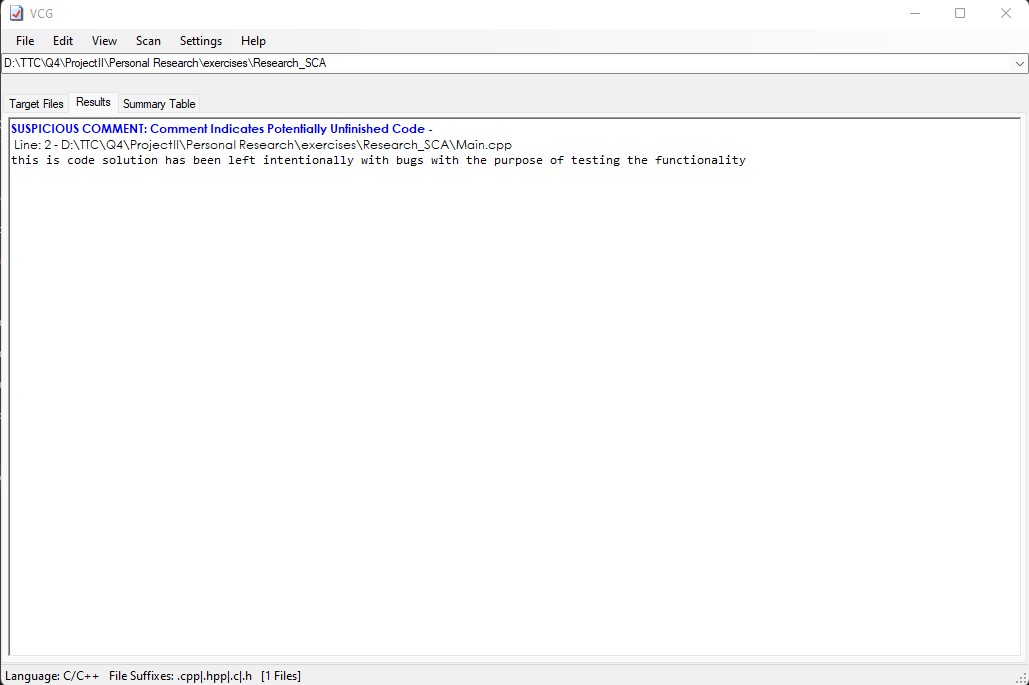 VCG
File Edit View Scan Settings Help
D:\TTC\Q4\ProjectII\Personal Research\exercises\Research_SCA
Target Files Results Summary Table
SUSPICIOUS COMMENT: Comment Indicates Potentially Unfinished Code -
Line: 2 - D:\TTC\Q4\ProjectII\Personal Research\exercises\Research_SCA\Main.cpp
this is code solution has been left intentionally with bugs with the purpose of testing the functionality
Language: C/C++ File Suffixes: .cpp|.hpp|.c|.h [1 Files]